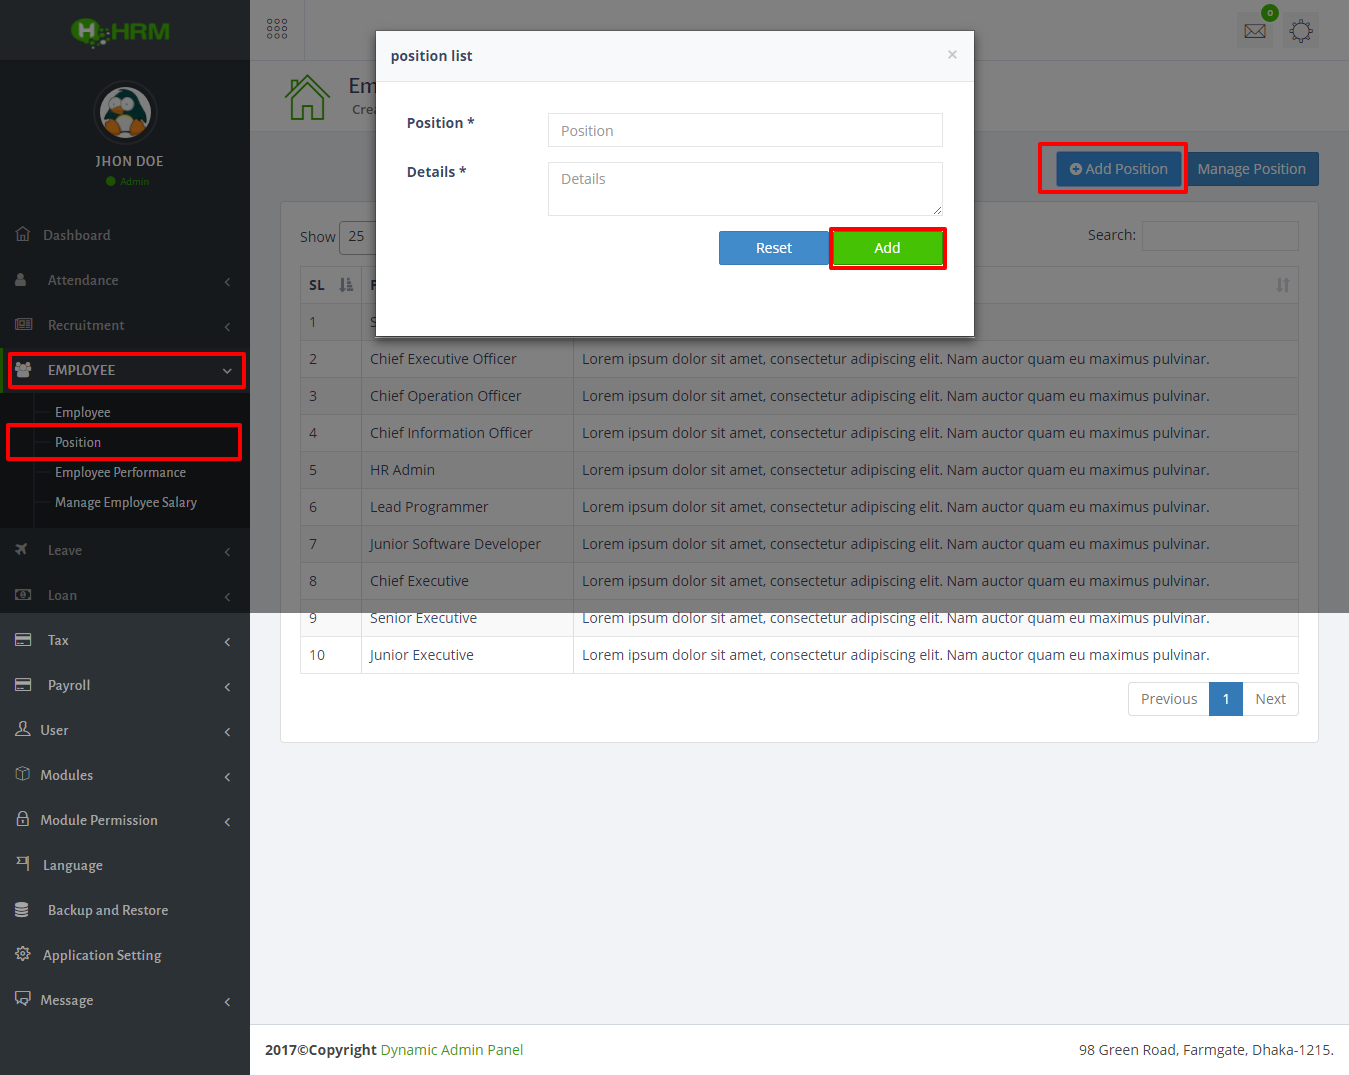 HRM
0
JHON DOE
Admin
Dashboard
Attendance
Recruitment
EMPLOYEE
Employee
Position
Employee Performance
Manage Employee Salary
Leave
Loan
Tax
Payroll
User
Modules
Module Permission
Language
Backup and Restore
Application Setting
Message
position list ×
Position * Position
Details * Details
Reset Add
Add Position Manage Position
Show 25 Search:
SL
1
2 Chief Executive Officer Lorem ipsum dolor sit amet, consectetur adipiscing elit. Nam auctor quam eu maximus pulvinar.
3 Chief Operation Officer Lorem ipsum dolor sit amet, consectetur adipiscing elit. Nam auctor quam eu maximus pulvinar.
4 Chief Information Officer Lorem ipsum dolor sit amet, consectetur adipiscing elit. Nam auctor quam eu maximus pulvinar.
5 HR Admin Lorem ipsum dolor sit amet, consectetur adipiscing elit. Nam auctor quam eu maximus pulvinar.
6 Lead Programmer Lorem ipsum dolor sit amet, consectetur adipiscing elit. Nam auctor quam eu maximus pulvinar.
7 Junior Software Developer Lorem ipsum dolor sit amet, consectetur adipiscing elit. Nam auctor quam eu maximus pulvinar.
8 Chief Executive Lorem ipsum dolor sit amet, consectetur adipiscing elit. Nam auctor quam eu maximus pulvinar.
9 Senior Executive Lorem ipsum dolor sit amet, consectetur adipiscing elit. Nam auctor quam eu maximus pulvinar.
10 Junior Executive Lorem ipsum dolor sit amet, consectetur adipiscing elit. Nam auctor quam eu maximus pulvinar.
Previous 1 Next
2017©Copyright Dynamic Admin Panel 98 Green Road, Farmgate, Dhaka-1215.